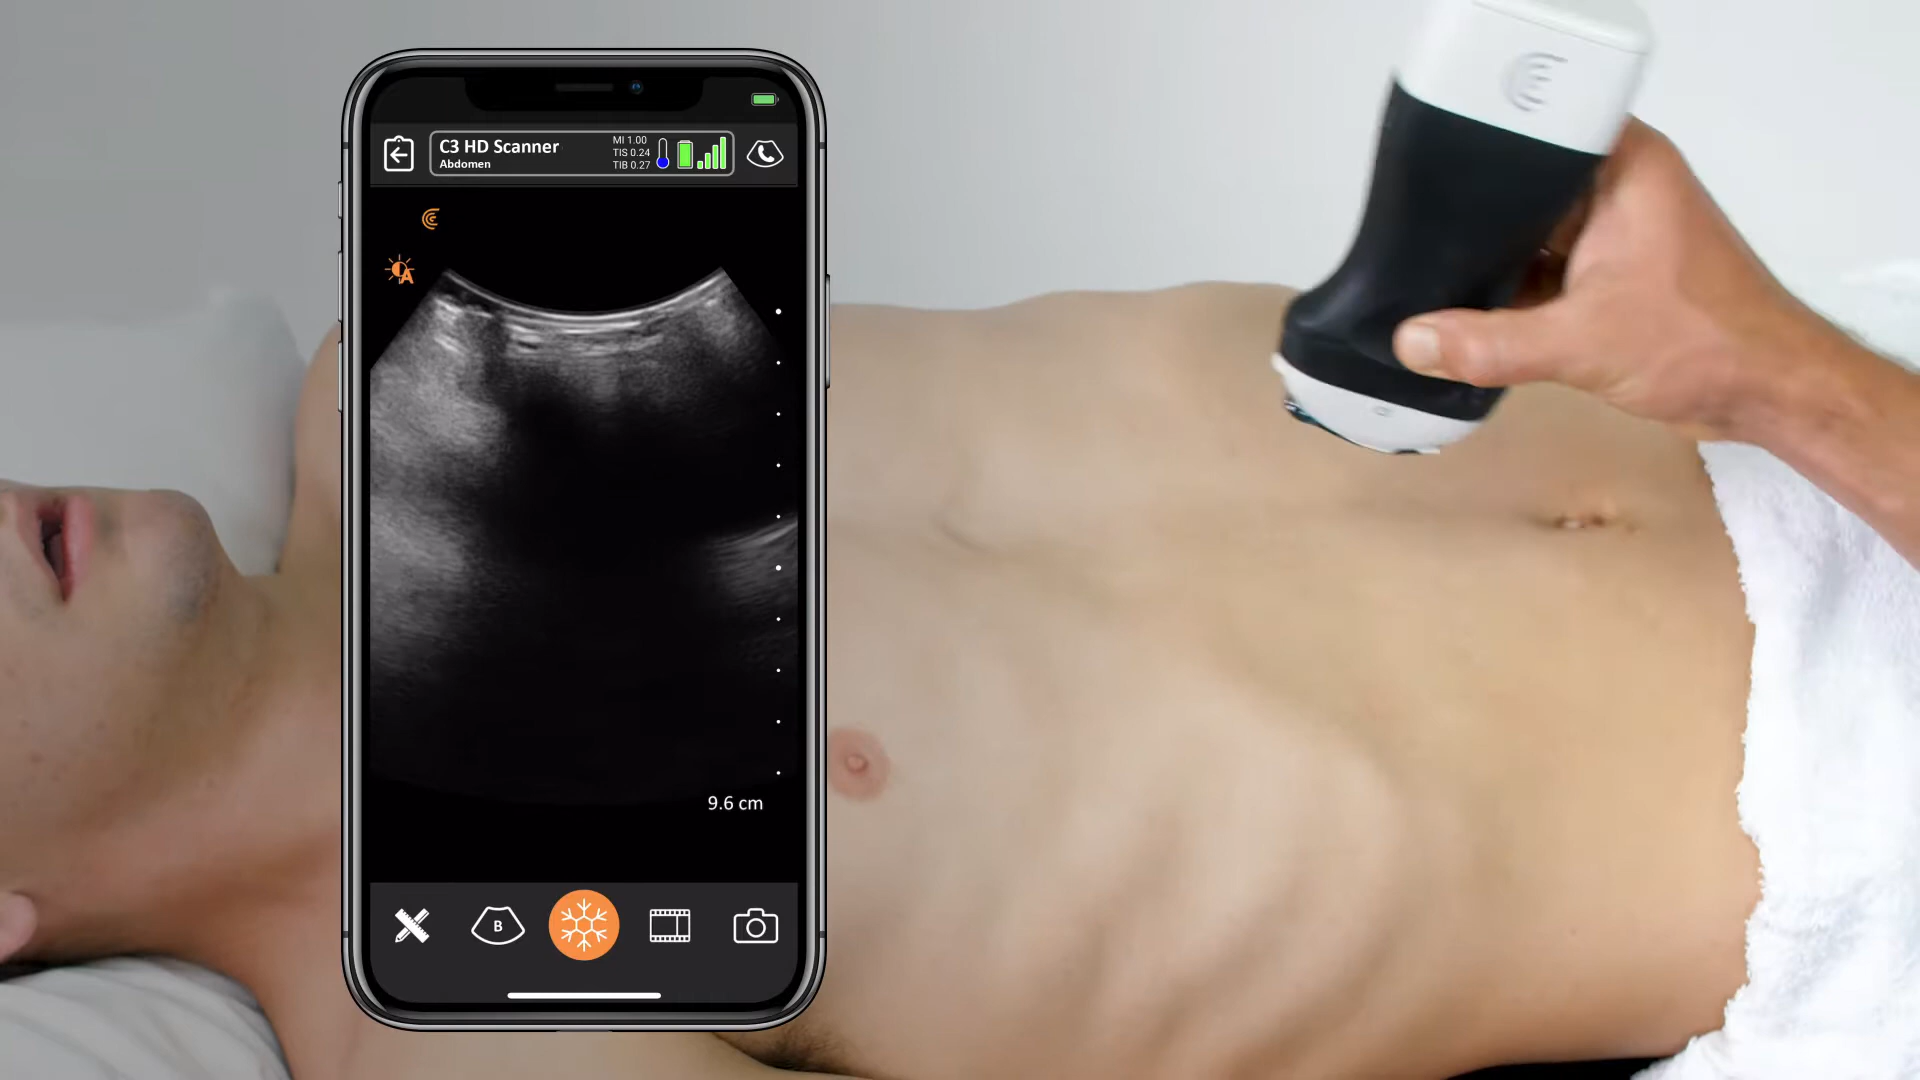 C3 HD Scanner
Abdomen
MI 1.00
TIS 0.24
TIB 0.27
A
9.6 cm
B